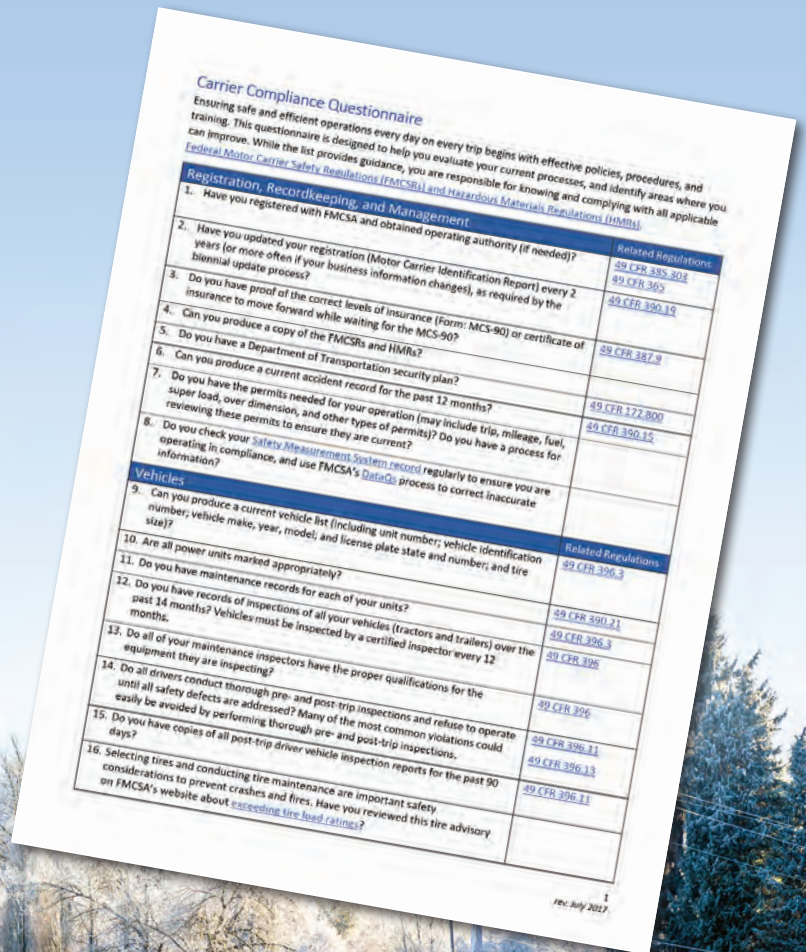 Carrier Compliance Questionnaire
Ensuring safe and efficient operations every day on every trip begins with effective policies, procedures, and
training. This questionnaire is designed to help you evaluate your current processes, and identify areas where you
can improve. While the list provides guidance, you are responsible for knowing and complying with all applicable
Federal Motor Carrier Safety Regulations (FMCSRs) and Hazardous Materials Regulations (HMRs).
Registration, Recordkeeping, and Management
Related Regulations
1. Have you registered with FMCSA and obtained operating authority (if needed)?
49 CFR 385.303
49 CFR 365
2. Have you updated your registration (Motor Carrier Identification Report) every 2
years (or more often if your business information changes), as required by the
biennial update process?
49 CFR 390.19
3. Do you have proof of the correct levels of insurance (Form: MCS-90) or certificate of
insurance to move forward while waiting for the MCS-90?
49 CFR 387.9
4. Can you produce a copy of the FMCSRs and HMRs?
5. Do you have a Department of Transportation security plan?
49 CFR 172.800
6. Can you produce a current accident record for the past 12 months?
49 CFR 390.15
7. Do you have the permits needed for your operation (may include trip, mileage, fuel,
super load, over dimension, and other types of permits)? Do you have a process for
reviewing these permits to ensure they are current?
8. Do you check your Safety Measurement System record regularly to ensure you are
operating in compliance, and use FMCSA's DataQs process to correct inaccurate
information?
Vehicles
Related Regulations
9. Can you produce a current vehicle list (including unit number; vehicle identification
number; vehicle make, year, model; and license plate state and number; and tire
size)?
49 CFR 396.3
10. Are all power units marked appropriately?
49 CFR 390.21
11. Do you have maintenance records for each of your units?
49 CFR 396.3
12. Do you have records of inspections of all your vehicles (tractors and trailers) over the
past 14 months? Vehicles must be inspected by a certified inspector every 12
months.
49 CFR 396
13. Do all of your maintenance inspectors have the proper qualifications for the
equipment they are inspecting?
49 CFR 396
14. Do all drivers conduct thorough pre- and post-trip inspections and refuse to operate
until all safety defects are addressed? Many of the most common violations could
easily be avoided by performing thorough pre- and post-trip inspections.
49 CFR 396.11
49 CFR 396.13
15. Do you have copies of all post-trip driver vehicle inspection reports for the past 90
days?
49 CFR 396.11
16. Selecting tires and conducting tire maintenance are important safety
considerations to prevent crashes and fires. Have you reviewed this tire advisory
on FMCSA's website about exceeding tire load ratings?
1
rev. July 2017